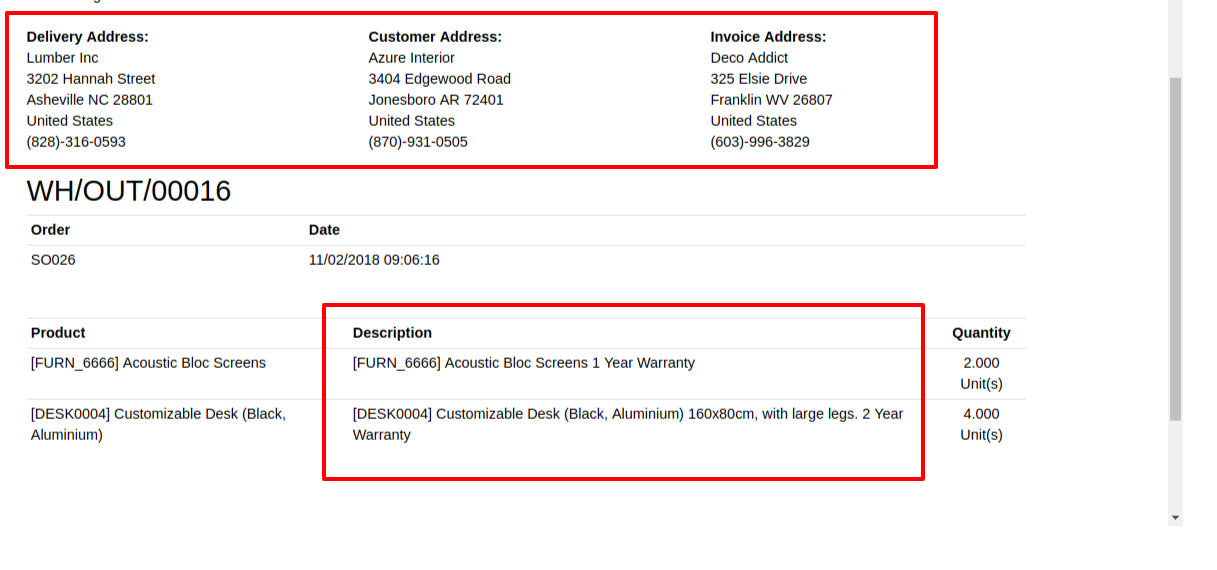 Delivery Address:
Lumber Inc
3202 Hannah Street
Asheville NC 28801
United States
(828)-316-0593
Customer Address:
Azure Interior
3404 Edgewood Road
Jonesboro AR 72401
United States
(870)-931-0505
Invoice Address:
Deco Addict
325 Elsie Drive
Franklin WV 26807
United States
(603)-996-3829
WH/OUT/00016
Order Date
SO026 11/02/2018 09:06:16
Product Description Quantity
[FURN_6666] Acoustic Bloc Screens [FURN_6666] Acoustic Bloc Screens 1 Year Warranty 2.000
Unit(s)
[DESK0004] Customizable Desk (Black, [DESK0004] Customizable Desk (Black, Aluminium) 160x80cm, with large legs. 2 Year 4.000
Aluminium) Warranty Unit(s)